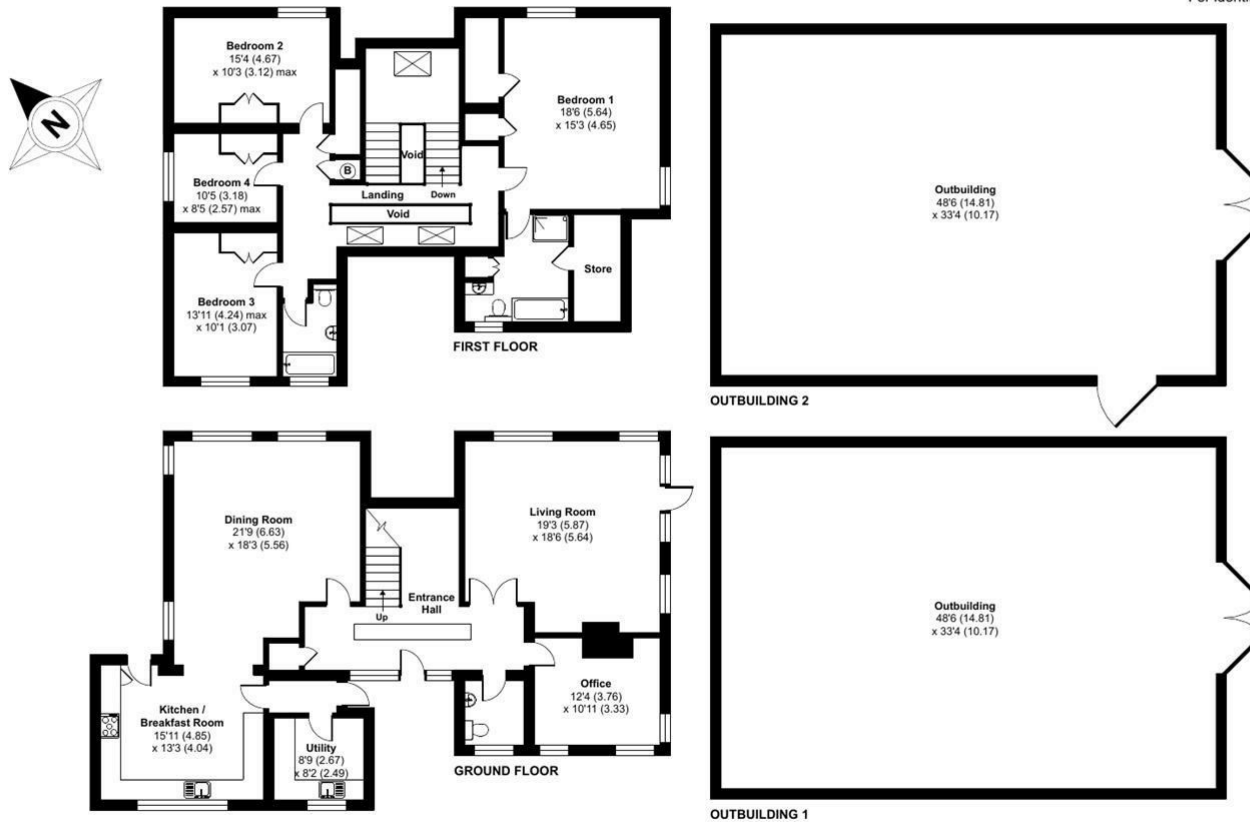 N
Bedroom 2
15'4 (4.67)
x 10'3 (3.12) max
Bedroom 1
18'6 (5.64)
x 15'3 (4.65)
Void
B
Bedroom 4
10'5 (3.18)
x 8'5 (2.57) max
Landing
Down
Void
Bedroom 3
13'11 (4.24) max
x 10'1 (3.07)
Store
FIRST FLOOR
Outbuilding
48'6 (14.81)
x 33'4 (10.17)
OUTBUILDING 2
Dining Room
21'9 (6.63)
x 18'3 (5.56)
Living Room
19'3 (5.87)
x 18'6 (5.64)
Entrance
Hall
Up
Kitchen /
Breakfast Room
15'11 (4.85)
x 13'3 (4.04)
Utility
8'9 (2.67)
x 8'2 (2.49)
Office
12'4 (3.76)
x 10'11 (3.33)
GROUND FLOOR
Outbuilding
48'6 (14.81)
x 33'4 (10.17)
OUTBUILDING 1